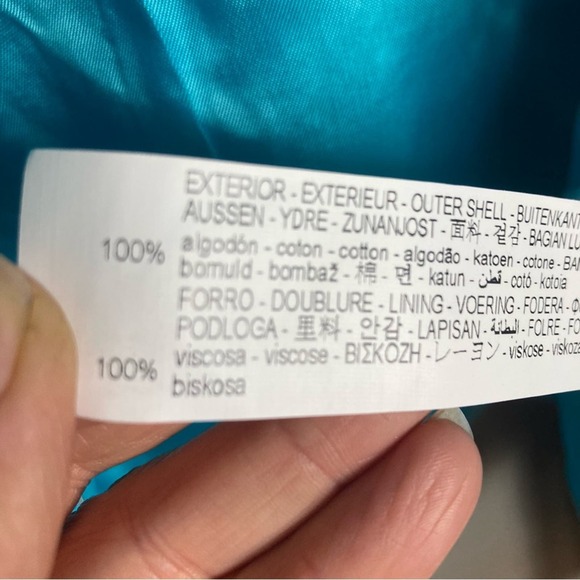 EXTERIOR - EXTERIEUR - OUTER SHELL - BUITENKANT
AUSSEN - YDRE - ZUNANJOST - 面料 - 겉감 - BAGIAN LU
100% algodón - coton - cotton - algodão - katoen - cotone - BAM
bomuld - bombaž - 棉 - 면 - katun - قطن - cotó - kotoia
FORRO - DOUBLURE - LINING - VOERING - FODERA - Φ
PODLOGA - 里料 - 안감 - LAPISAN - البطانة - FOLRE - FO
100% viscosa - viscose - ΒΙΣΚΟΖΗ - レーヨン - viskose - viskoza
biskosa